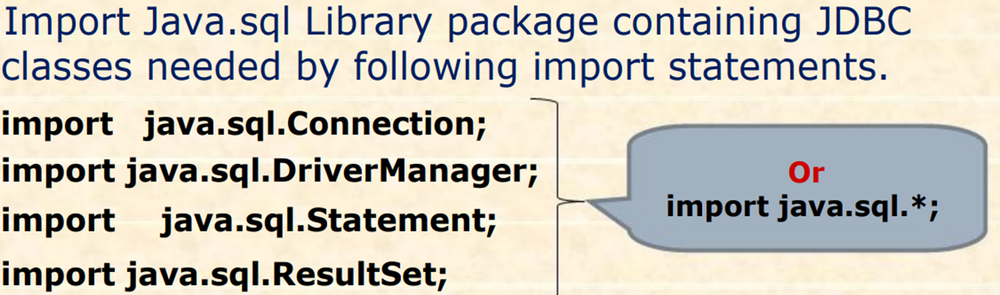 Import Java.sql Library package containing JDBC
classes needed by following import statements.
import java.sql.Connection;
import java.sql.DriverManager;
import java.sql.Statement;
import java.sql.ResultSet;
Or
import java.sql.*;